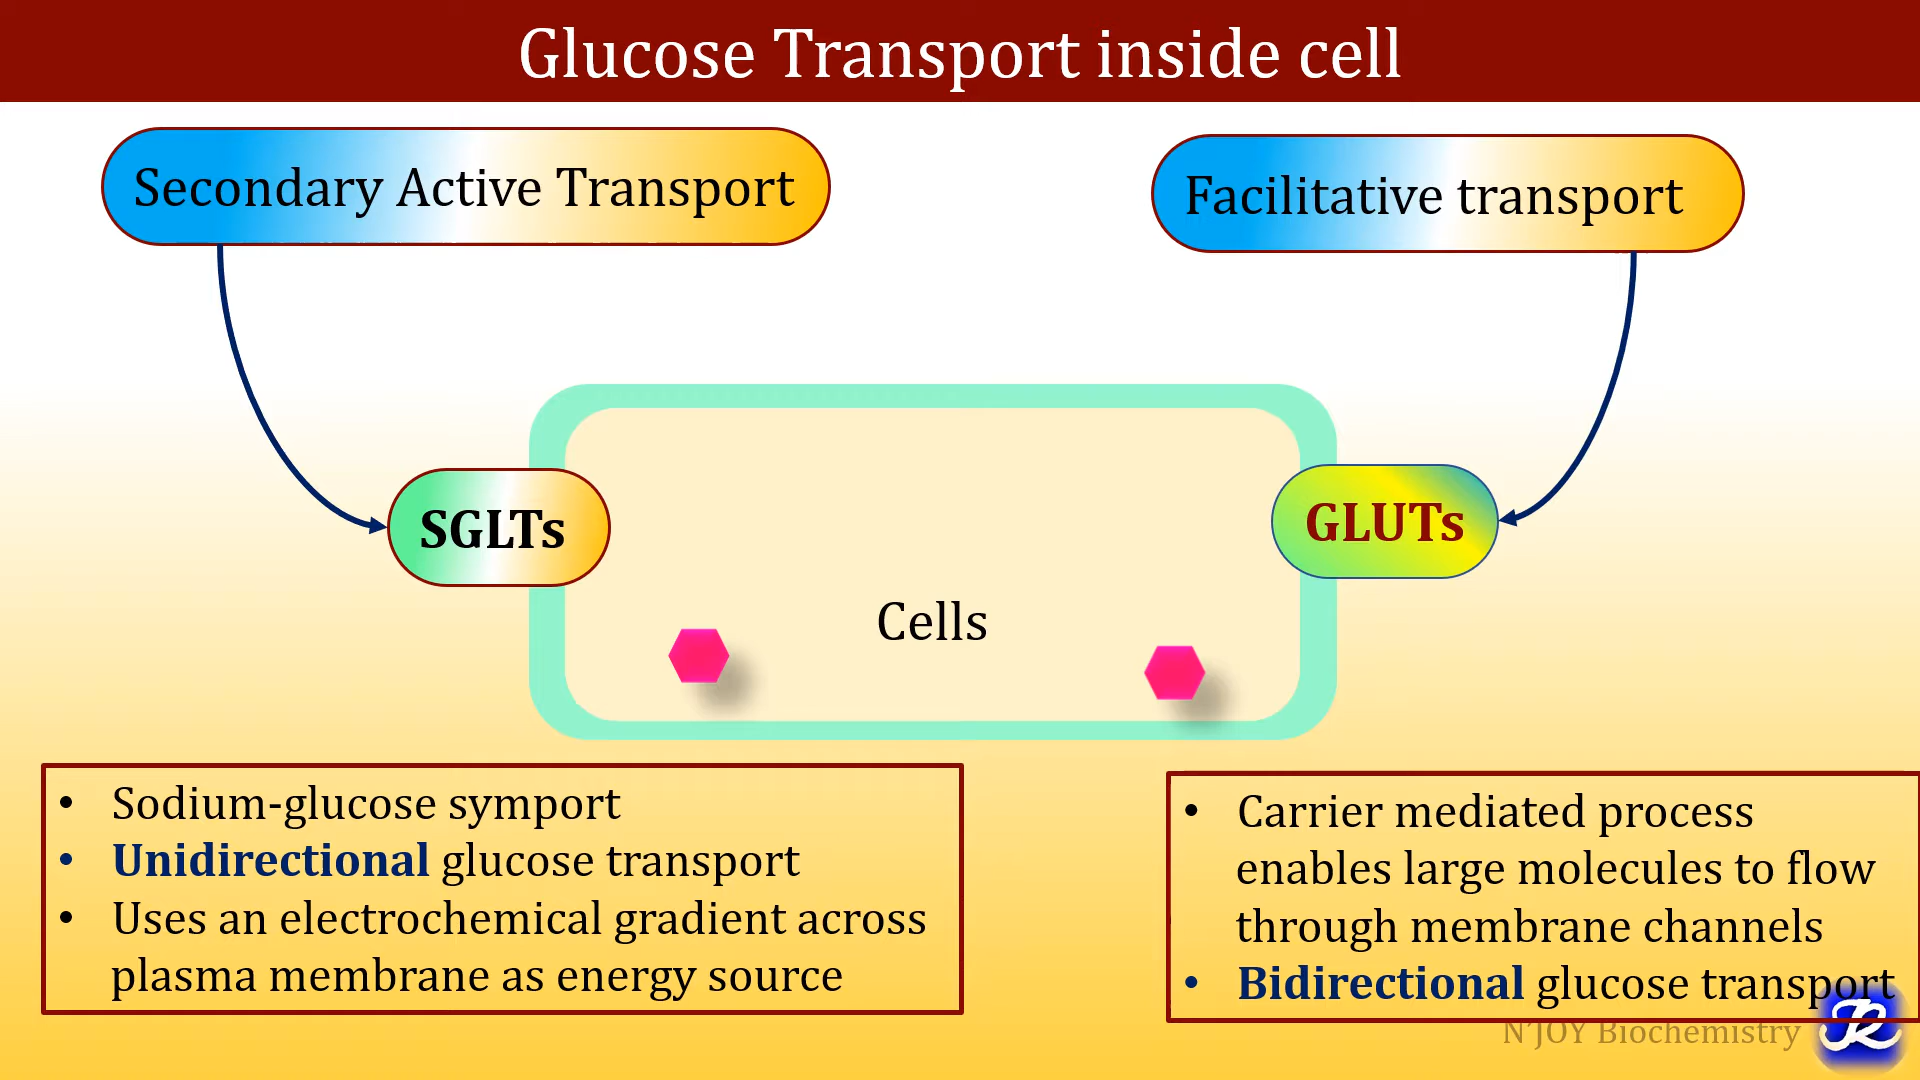 Glucose Transport inside cell
Secondary Active Transport
Facilitative transport
SGLTs
GLUTs
Cells
• Sodium-glucose symport
• Unidirectional glucose transport
• Uses an electrochemical gradient across
plasma membrane as energy source
• Carrier mediated process
enables large molecules to flow
through membrane channels
• Bidirectional glucose transport
N'JOY Biochemistry